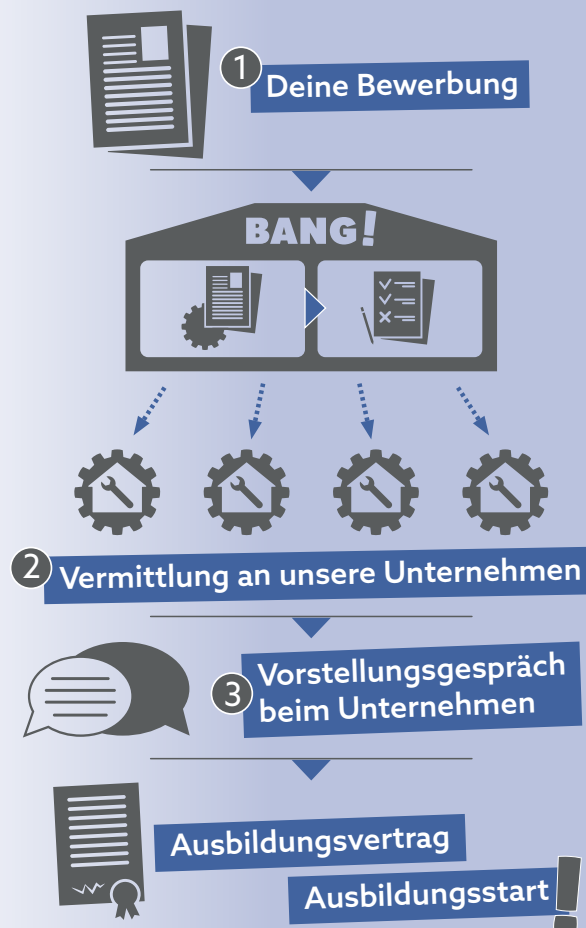 1
Deine Bewerbung
BANG!
2
Vermittlung an unsere Unternehmen
3
Vorstellungsgespräch
beim Unternehmen
Ausbildungsvertrag
Ausbildungsstart!